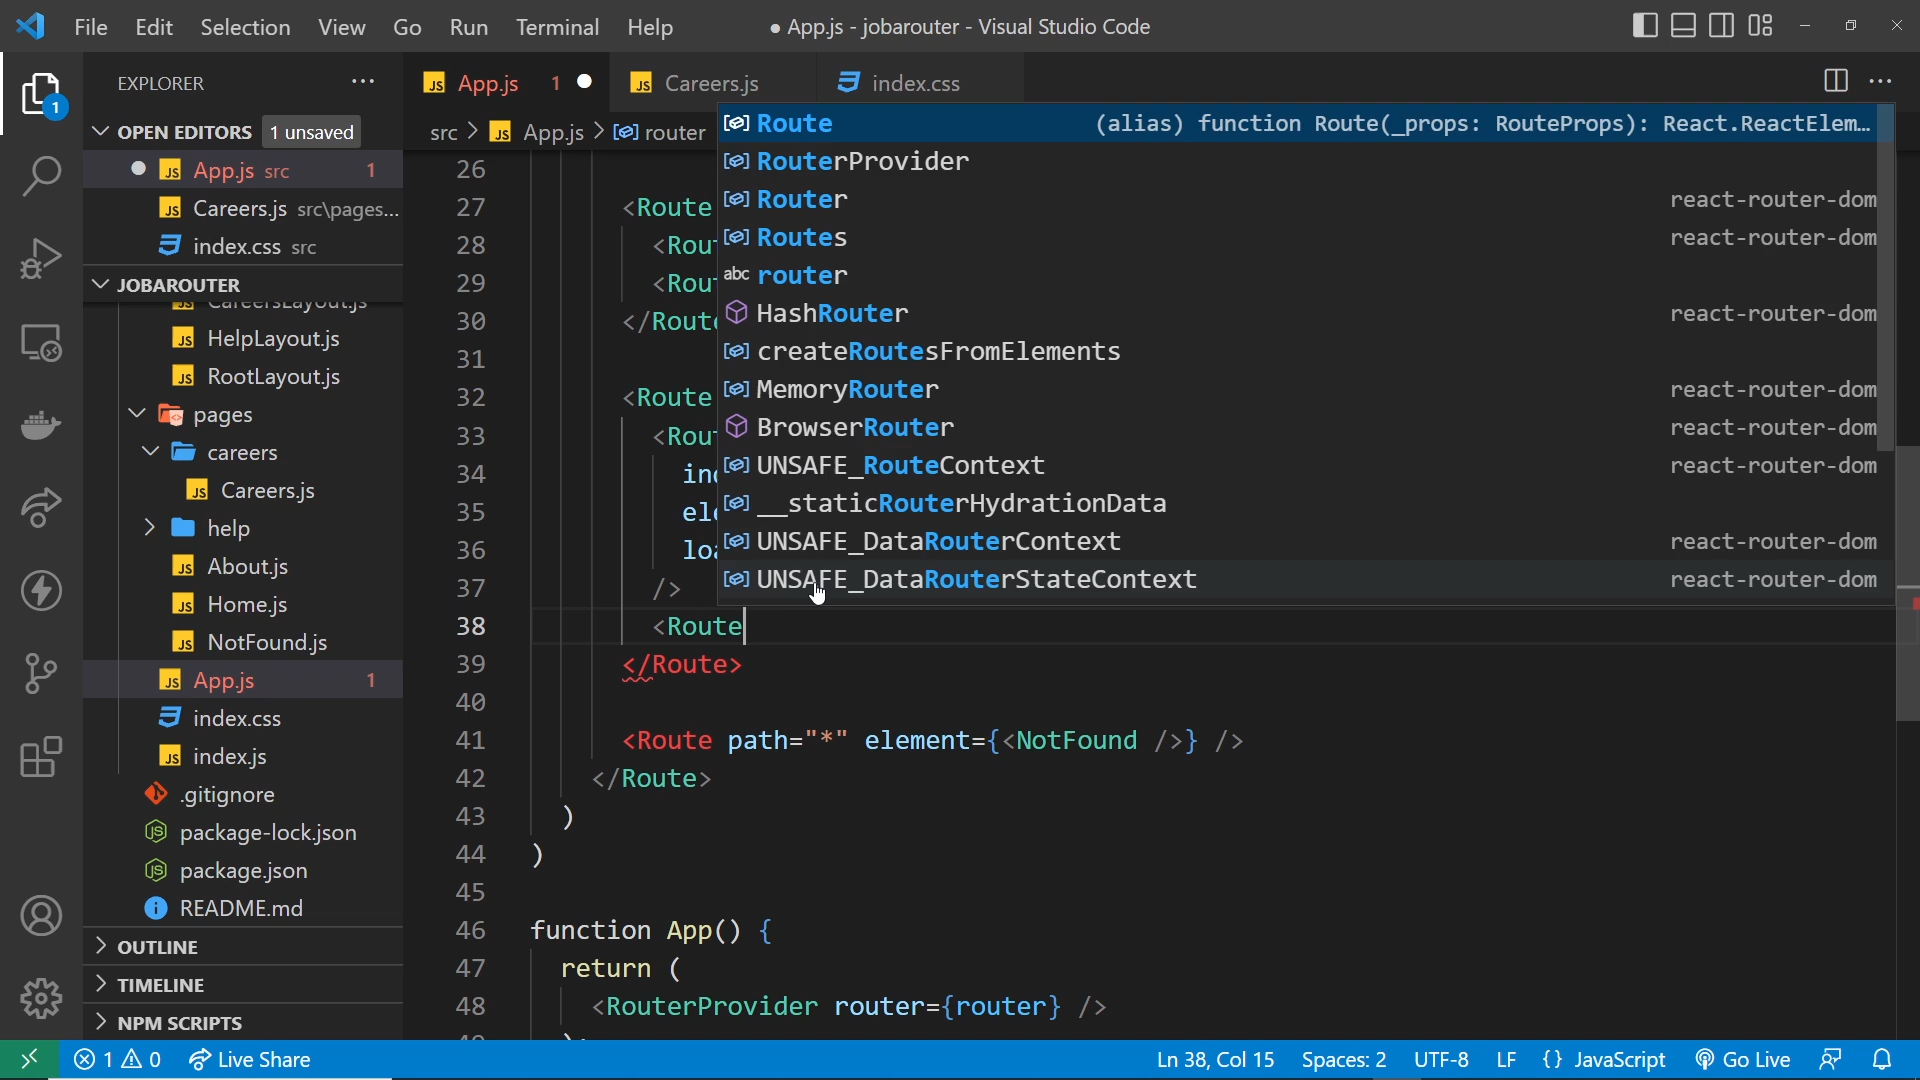 File Edit Selection View Go Run Terminal Help
● App.js - jobarouter - Visual Studio Code
EXPLORER ...
OPEN EDITORS 1 unsaved
App.js src 1
Careers.js src\pages...
index.css src
JOBAROUTER
CareersLayout.js
HelpLayout.js
RootLayout.js
pages
careers
Careers.js
help
About.js
Home.js
NotFound.js
App.js 1
index.css
index.js
.gitignore
package-lock.json
package.json
README.md
OUTLINE
TIMELINE
NPM SCRIPTS
1
App.js 1 Careers.js index.css
src > App.js > router
26
27 <Route
28 <Rou
29 <Rou
30 </Rout
31
32 <Route
33 <Rou
34 in
35 ele
36 loa
37 />
38 <Route
39 </Route>
40
41 <Route path="*" element={<NotFound />} />
42 </Route>
43 )
44 )
45
46 function App() {
47 return (
48 <RouterProvider router={router} />
Route (alias) function Route(_props: RouteProps): React.ReactElem…
RouterProvider
Router react-router-dom
Routes react-router-dom
abc router
HashRouter react-router-dom
createRoutesFromElements
MemoryRouter react-router-dom
BrowserRouter react-router-dom
UNSAFE_RouteContext react-router-dom
__staticRouterHydrationData
UNSAFE_DataRouterContext react-router-dom
UNSAFE_DataRouterStateContext react-router-dom
1 0 Live Share Ln 38, Col 15 Spaces: 2 UTF-8 LF {} JavaScript Go Live